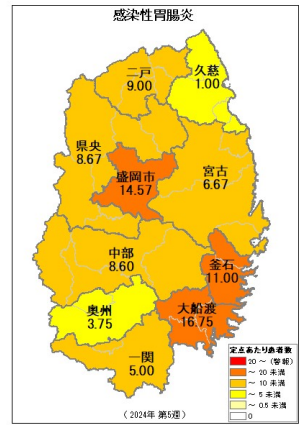 感染性胃腸炎
二戸
9.00
久慈
1.00
県央
8.67
盛岡市
14.57
宮古
6.67
中部
8.60
釜石
11.00
奥州
3.75
大船渡
16.75
一関
5.00
定点あたり患者数
20～(警報)
～ 20 未満
～ 10 未満
～ 5 未満
～ 0.5 未満
0
(2024年 第5週)